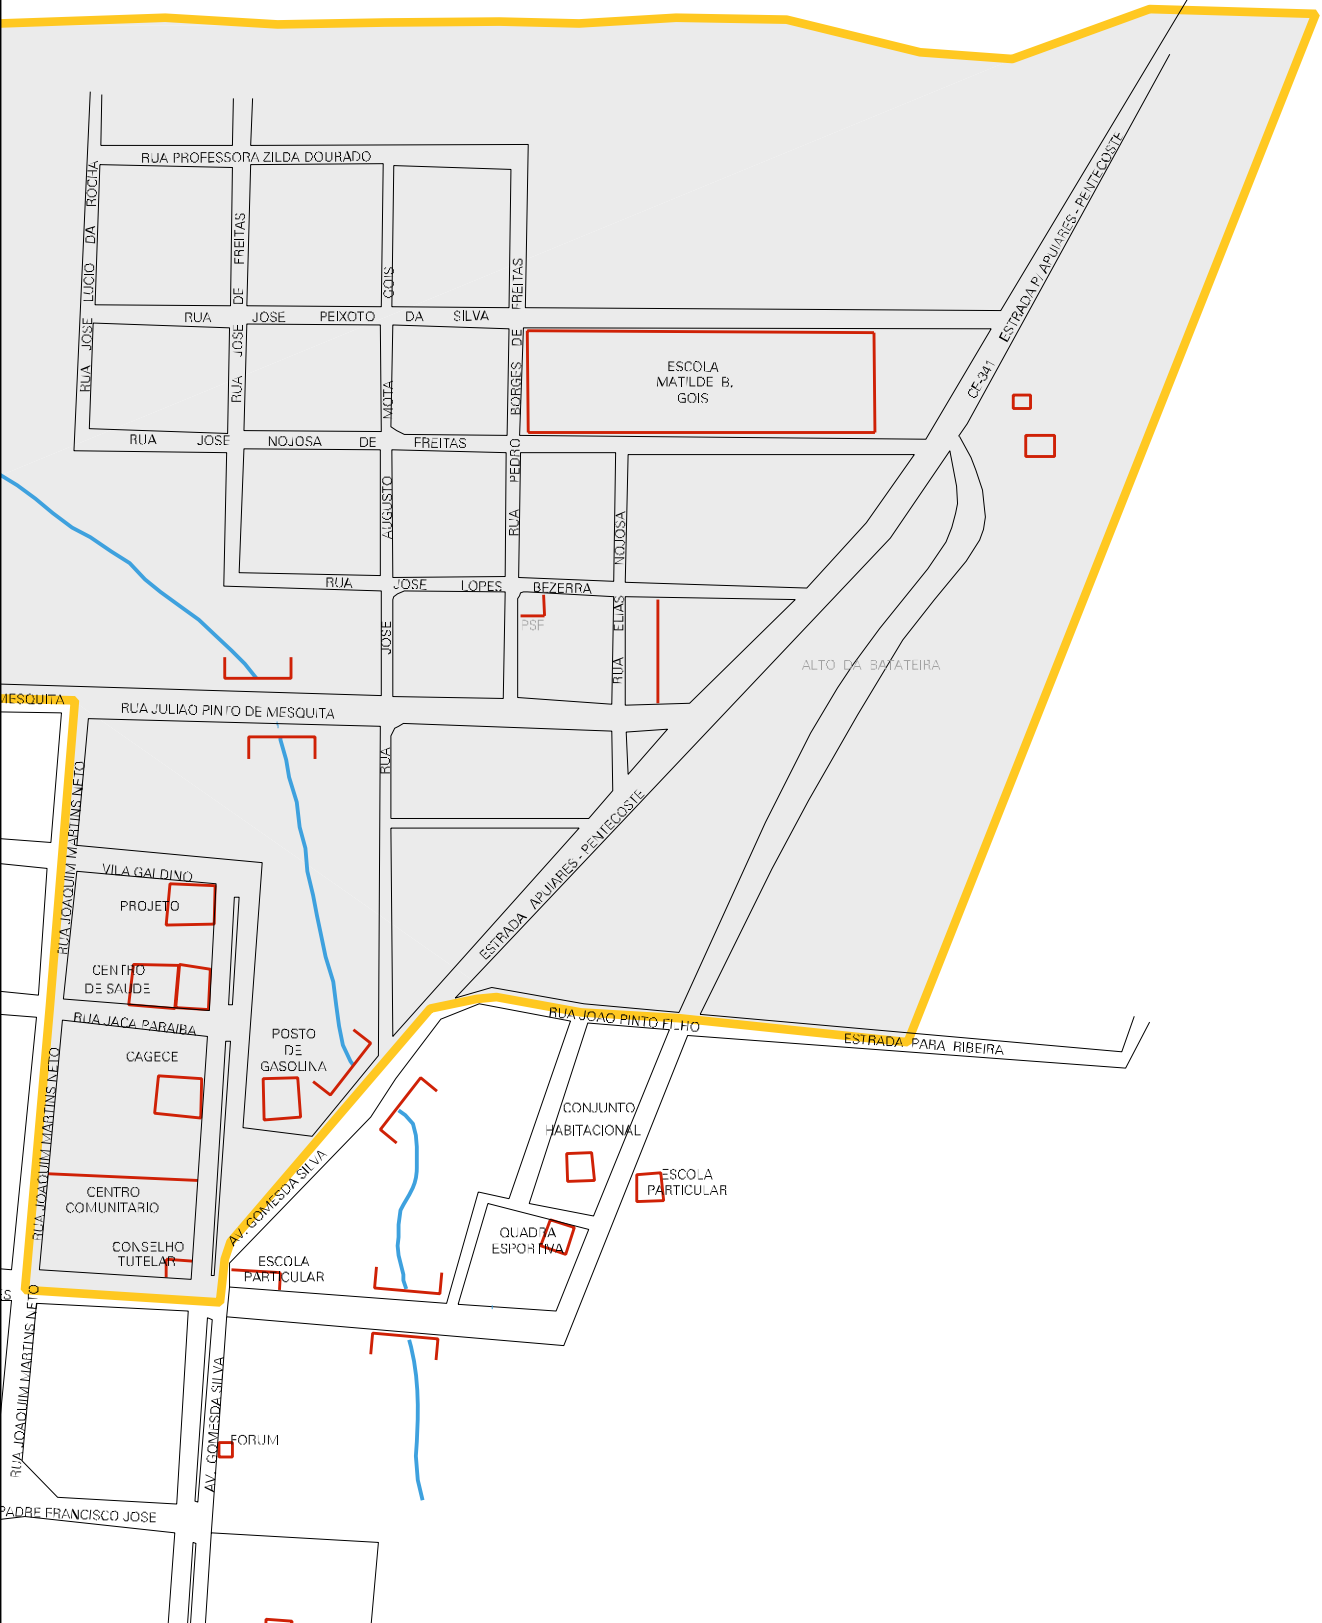 RUA PROFESSORA ZILDA DOURADO
RUA JOSE LUCIO DA ROCHA
RUA JOSE DE FREITAS
RUA JOSE AUGUSTO MOTA GOIS
RUA PEDRO BORGES DE FREITAS
ESTRADA P/ APUIARES - PENTECOSTE
CE-341
RUA JOSE PEIXOTO DA SILVA
ESCOLA
MATILDE B.
GOIS
RUA JOSE NOJOSA DE FREITAS
RUA ELIAS NOJOSA
RUA JOSE LOPES BEZERRA
PSF
ALTO DA BATATEIRA
MESQUITA
RUA JULIAO PINTO DE MESQUITA
RUA JOAQUIM MARTINS NETO
VILA GALDINO
PROJETO
ESTRADA APUIARES - PENTECOSTE
CENTRO
DE SAUDE
RUA JACA PARAIBA
RUA JOAO PINTO FILHO
ESTRADA PARA RIBEIRA
POSTO
DE
GASOLINA
CAGECE
RUA JOAQUIM MARTINS NETO
CONJUNTO
HABITACIONAL
ESCOLA
PARTICULAR
CENTRO
COMUNITARIO
AV. GOMES DA SILVA
QUADRA
ESPORTIVA
CONSELHO
TUTELAR
ESCOLA
PARTICULAR
ES
RUA JOAQUIM MARTINS NETO
AV. GOMES DA SILVA
FORUM
PADRE FRANCISCO JOSE